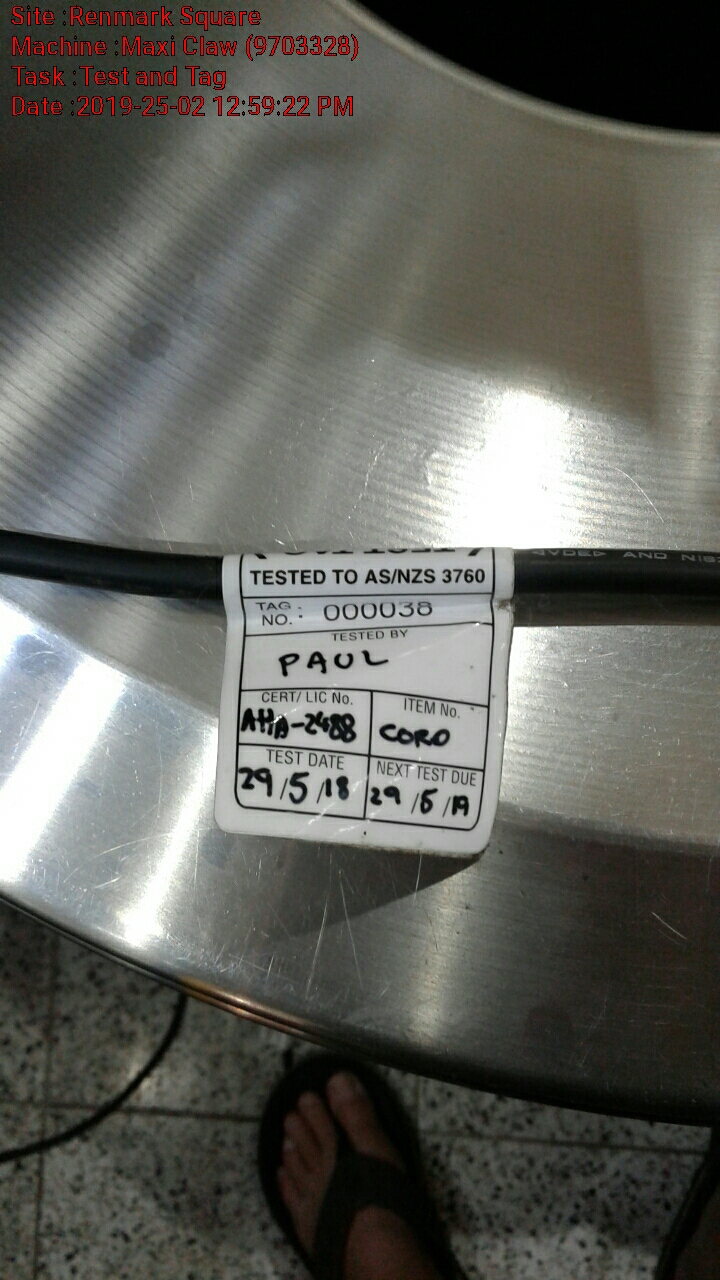 Site :Renmark Square
Machine :Maxi Claw (9703328)
Task :Test and Tag
Date :2019-25-02 12:59:22 PM
AND
TESTED TO AS/NZS 3760
TAG NO. : 000038
TESTED BY
PAUL
CERT/ LIC No. ITEM No.
AHA-2488 CORD
TEST DATE NEXT TEST DUE
29/5/18 29/5/19